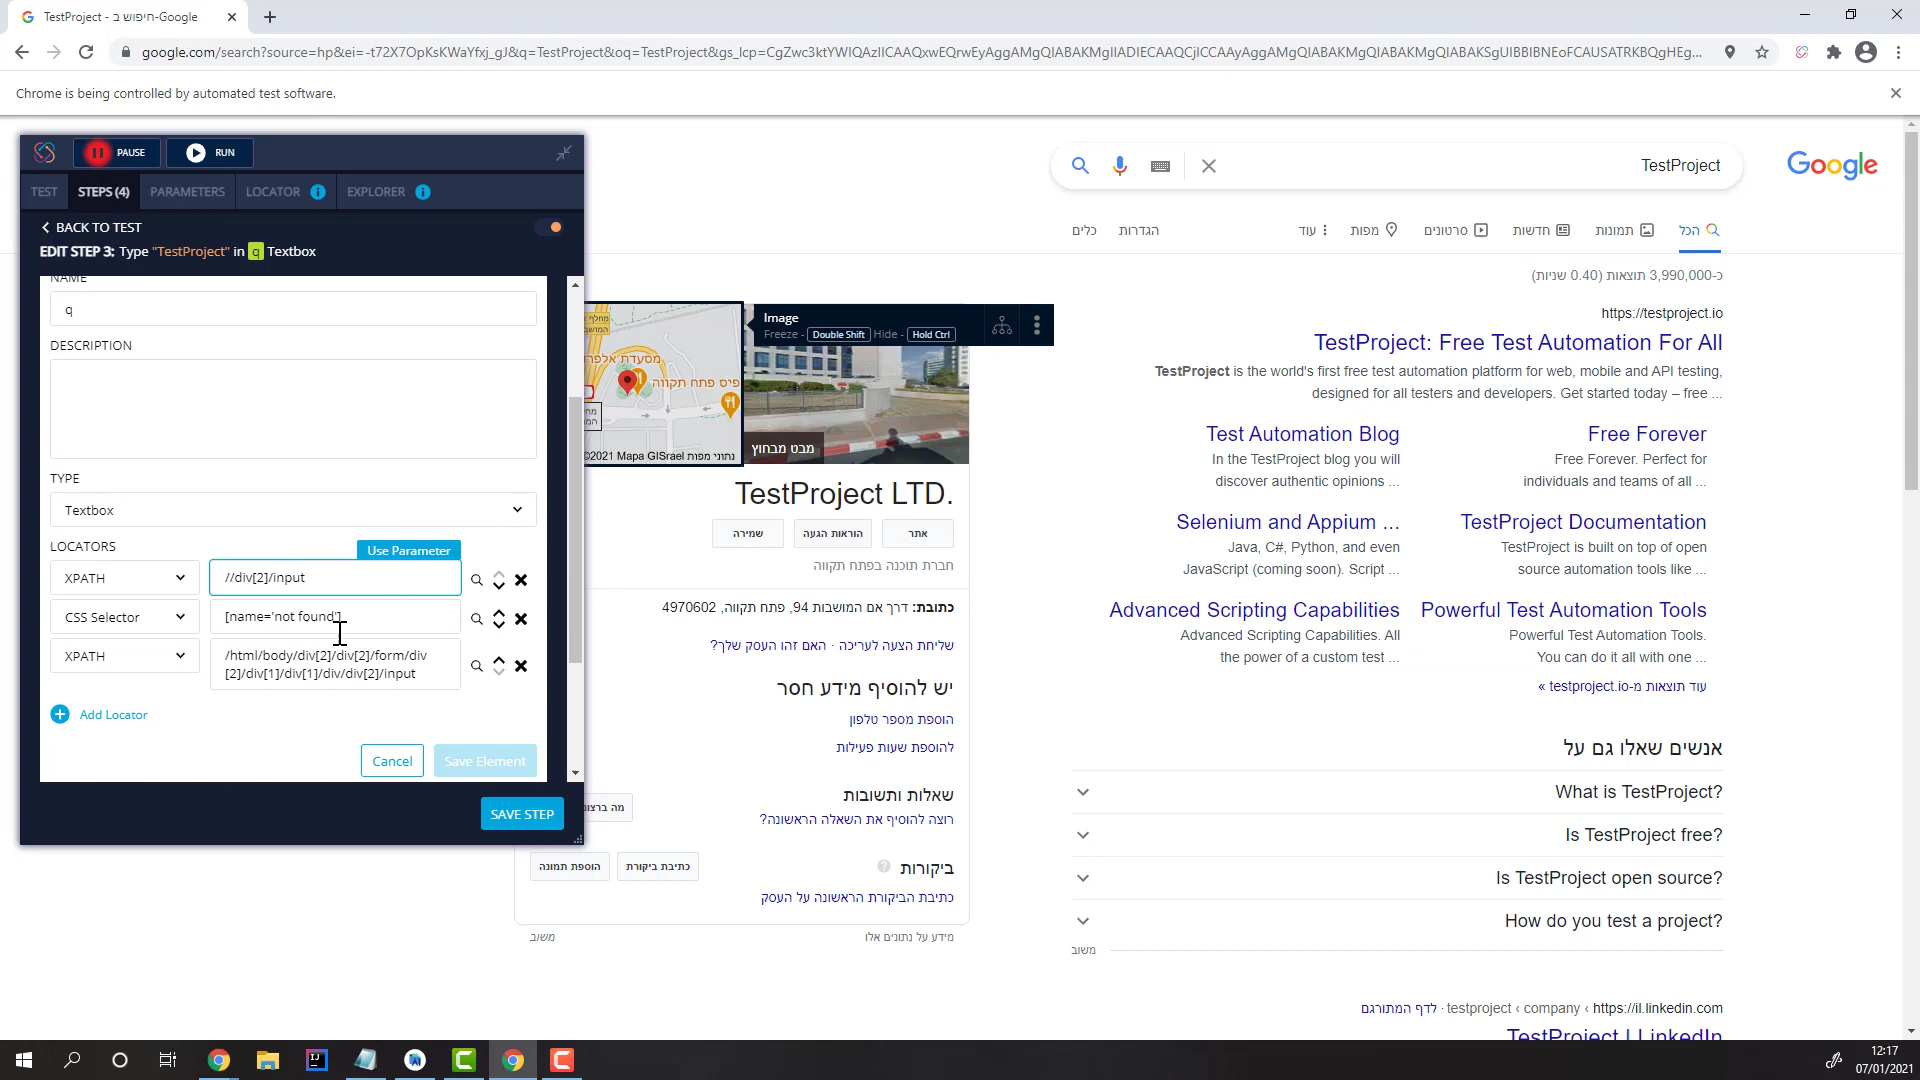 TestProject - חיפוש ב-Google
google.com/search?source=hp&ei=-t72X7OpKsKWaYfxj_gJ&q=TestProject&oq=TestProject&gs_lcp=CgZwc3ktYWIQAzIICAAQxwEQrwEyAggAMgQIABAKMgIIADIECAAQCjICCAAyAggAMgQIABAKMgQIABAKMgQIABAKSgUIBBIBNEoFCAUSATRKBQgHEg...
Chrome is being controlled by automated test software.
PAUSE
RUN
TEST
STEPS (4)
PARAMETERS
LOCATOR
EXPLORER
BACK TO TEST
EDIT STEP 3: Type "TestProject" in q Textbox
NAME
q
DESCRIPTION
TYPE
Textbox
LOCATORS
Use Parameter
XPATH
//div[2]/input
CSS Selector
[name='not found']
XPATH
/html/body/div[2]/div[2]/form/div
[2]/div[1]/div[1]/div/div[2]/input
Add Locator
Cancel
Save Element
SAVE STEP
TestProject
Google
הכל
תמונות
חדשות
סרטונים
מפות
עוד
הגדרות
כלים
כ-3,990,000 תוצאות (0.40 שניות)
https://testproject.io
TestProject: Free Test Automation For All
TestProject is the world's first free test automation platform for web, mobile and API testing,
designed for all testers and developers. Get started today – free ...
Free Forever
Free Forever. Perfect for
individuals and teams of all ...
Test Automation Blog
In the TestProject blog you will
discover authentic opinions ...
TestProject Documentation
TestProject is built on top of open
source automation tools like ...
Selenium and Appium ...
Java, C#, Python, and even
JavaScript (coming soon). Script ...
Powerful Test Automation Tools
Powerful Test Automation Tools.
You can do it all with one ...
Advanced Scripting Capabilities
Advanced Scripting Capabilities. All
the power of a custom test ...
עוד תוצאות מ-testproject.io »
אנשים שאלו גם על
What is TestProject?
Is TestProject free?
Is TestProject open source?
How do you test a project?
משוב
https://il.linkedin.com › company › testproject · לדף המתורגם
TestProject | LinkedIn
Image
Freeze - Double Shift Hide - Hold Ctrl
פיס פתח תקווה
©2021 Mapa GISrael נתוני מפות
מבט מבחוץ
TestProject LTD.
אתר
הוראות הגעה
שמירה
חברת תוכנה בפתח תקווה
כתובת: דרך אם המושבות 94, פתח תקווה, 4970602
שליחת הצעה לעריכה · האם זהו העסק שלך?
יש להוסיף מידע חסר
הוספת מספר טלפון
להוספת שעות פעילות
שאלות ותשובות
רוצה להוסיף את השאלה הראשונה?
ביקורות
כתיבת ביקורת
הוספת תמונה
כתיבת הביקורת הראשונה על העסק
מידע על נתונים אלו
משוב
12:17
07/01/2021